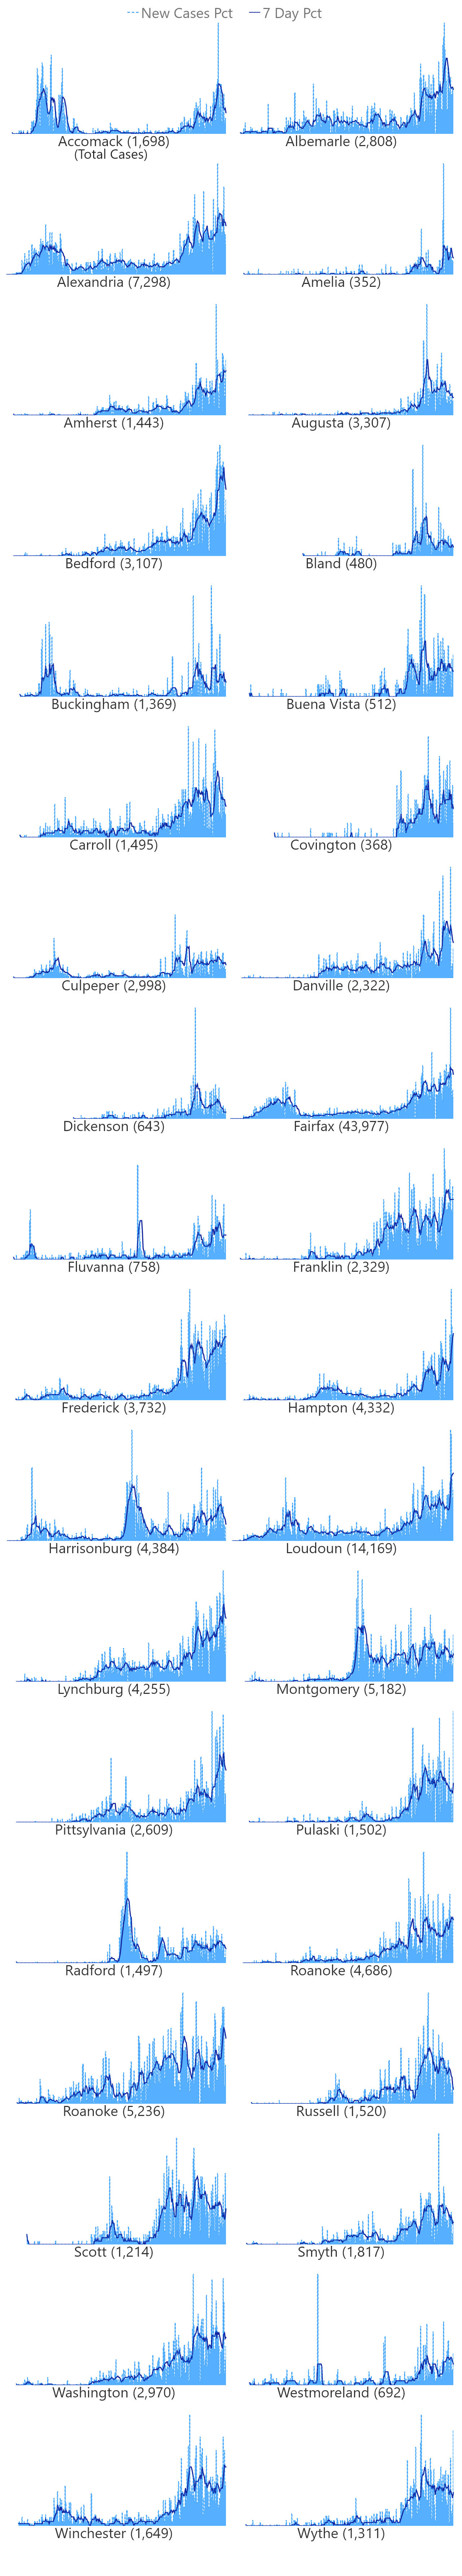 New Cases Pct 7 Day Pct
Accomack (1,698) Albemarle (2,808)
(Total Cases)
Alexandria (7,298) Amelia (352)
Amherst (1,443) Augusta (3,307)
Bedford (3,107) Bland (480)
Buckingham (1,369) Buena Vista (512)
Carroll (1,495) Covington (368)
Culpeper (2,998) Danville (2,322)
Dickenson (643) Fairfax (43,977)
Fluvanna (758) Franklin (2,329)
Frederick (3,732) Hampton (4,332)
Harrisonburg (4,384) Loudoun (14,169)
Lynchburg (4,255) Montgomery (5,182)
Pittsylvania (2,609) Pulaski (1,502)
Radford (1,497) Roanoke (4,686)
Roanoke (5,236) Russell (1,520)
Scott (1,214) Smyth (1,817)
Washington (2,970) Westmoreland (692)
Winchester (1,649) Wythe (1,311)